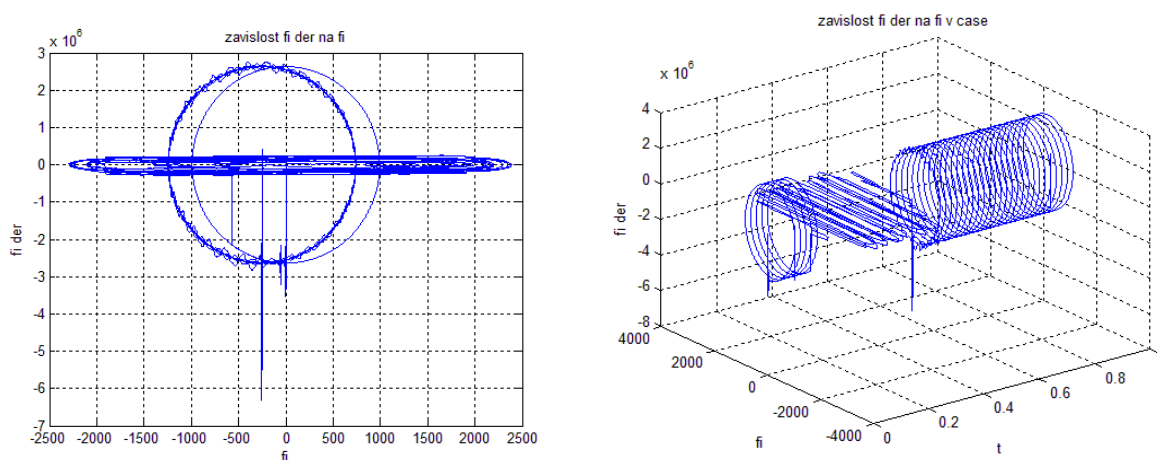 zavislost fi der na fi
x 10^6
3
2
1
0
-1
-2
-3
-4
-5
-6
-7
fi der
-2500 -2000 -1500 -1000 -500 0 500 1000 1500 2000 2500
fi
zavislost fi der na fi v case
x 10^6
4
2
0
-2
-4
-6
-8
fi der
4000
2000
0
-2000
-4000
fi
0
0.2
0.4
0.6
0.8
t